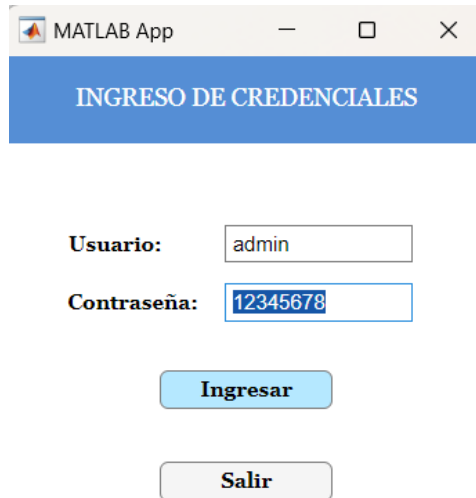 MATLAB App
INGRESO DE CREDENCIALES
Usuario: admin
Contraseña: 12345678
Ingresar
Salir